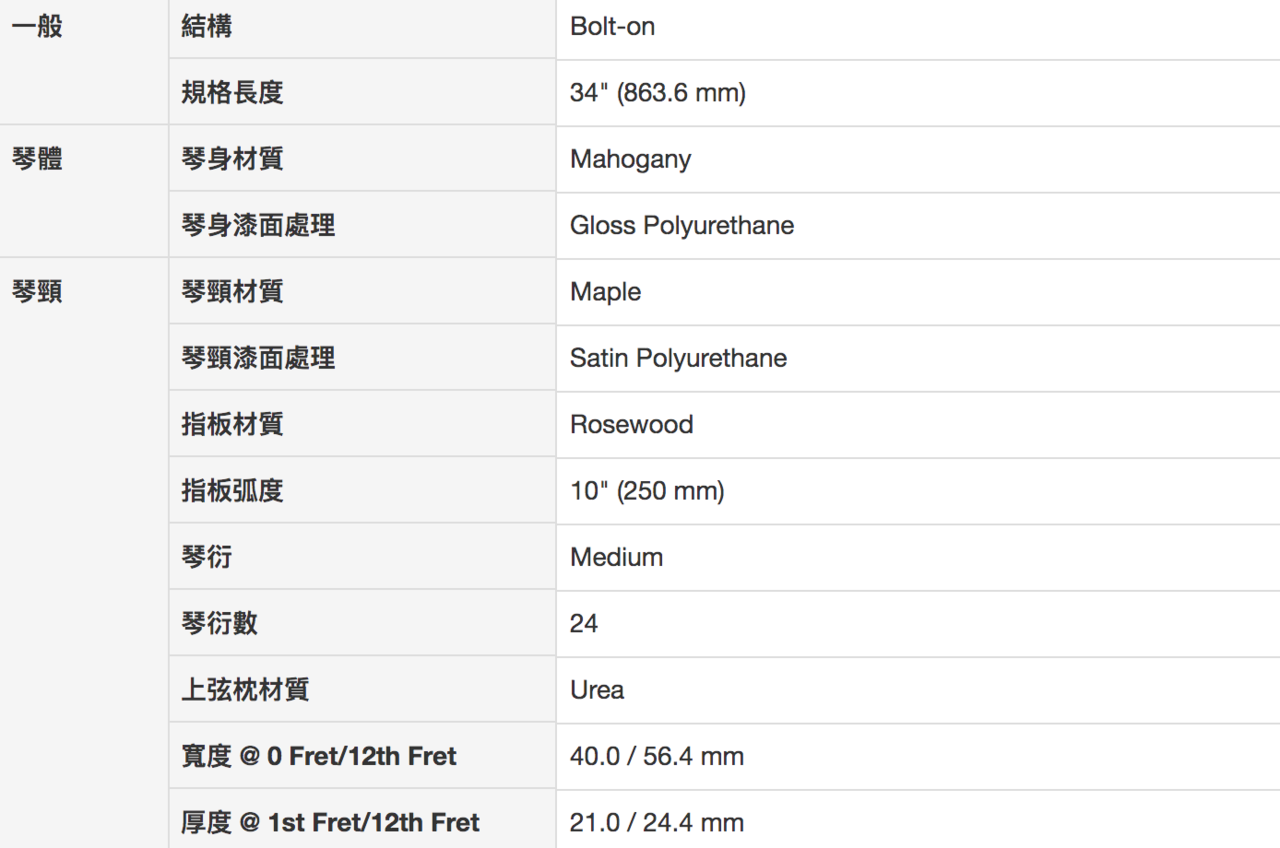 一般 結構 Bolt-on
規格長度 34" (863.6 mm)
琴體 琴身材質 Mahogany
琴身漆面處理 Gloss Polyurethane
琴頸 琴頸材質 Maple
琴頸漆面處理 Satin Polyurethane
指板材質 Rosewood
指板弧度 10" (250 mm)
琴衍 Medium
琴衍數 24
上弦枕材質 Urea
寬度 @ 0 Fret/12th Fret 40.0 / 56.4 mm
厚度 @ 1st Fret/12th Fret 21.0 / 24.4 mm